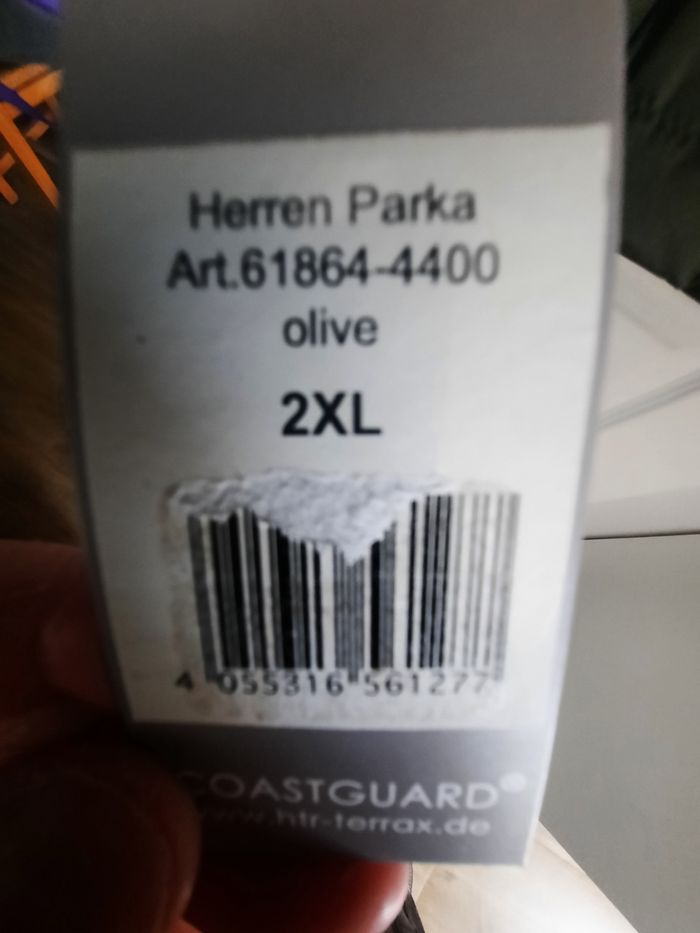 Herren Parka
Art.61864-4400
olive
2XL
4 055316 561277
COASTGUARD®
www.htr-terrax.de